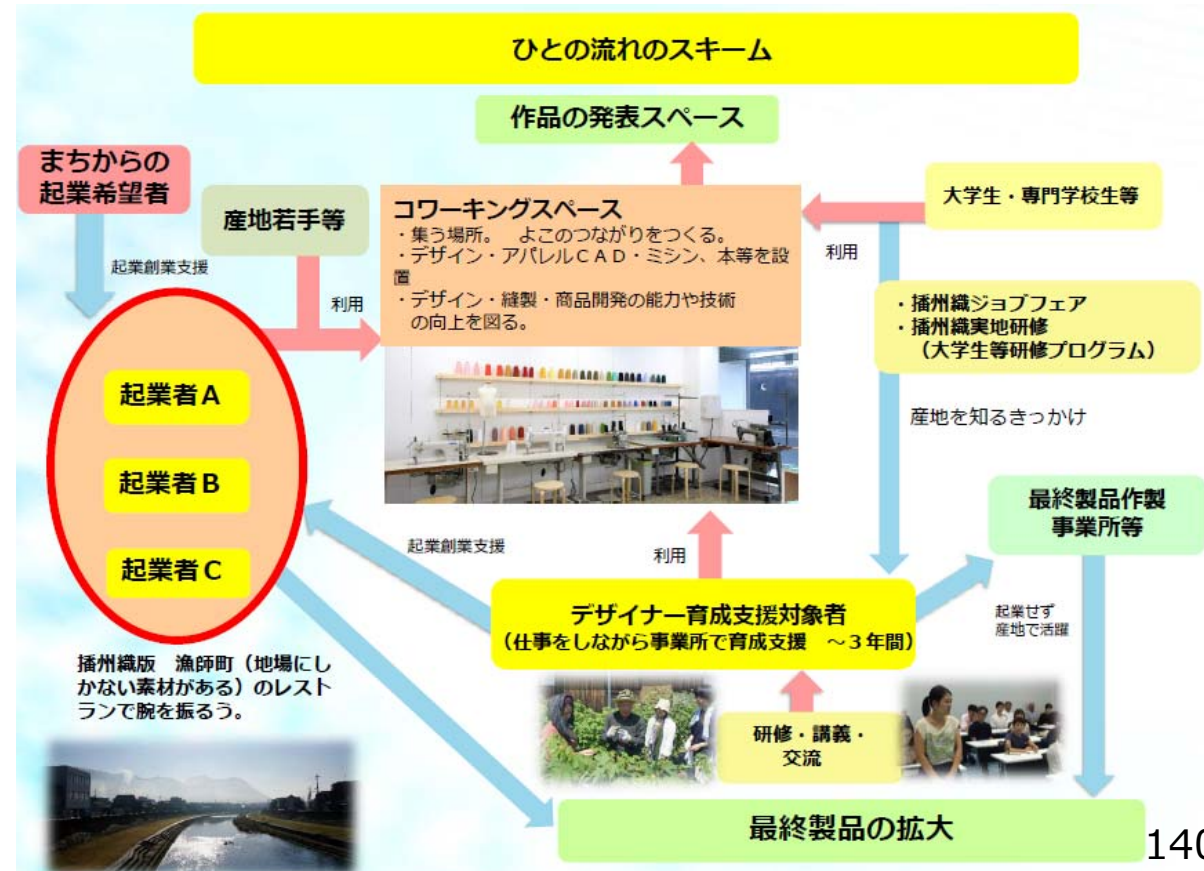 ひとの流れのスキーム
作品の発表スペース
まちからの
起業希望者
産地若手等
コワーキングスペース
・集う場所。　よこのつながりをつくる。
・デザイン・アパレルＣＡＤ・ミシン、本等を設
置
・デザイン・縫製・商品開発の能力や技術
の向上を図る。
大学生・専門学校生等
起業創業支援
利用
利用
・播州織ジョブフェア
・播州織実地研修
（大学生等研修プログラム）
起業者Ａ
起業者Ｂ
起業者Ｃ
産地を知るきっかけ
最終製品作製
事業所等
起業創業支援
利用
デザイナー育成支援対象者
（仕事をしながら事業所で育成支援　～３年間）
起業せず
産地で活躍
播州織版　漁師町（地場にし
かない素材がある）のレスト
ランで腕を振るう。
研修・講義・
交流
最終製品の拡大
140